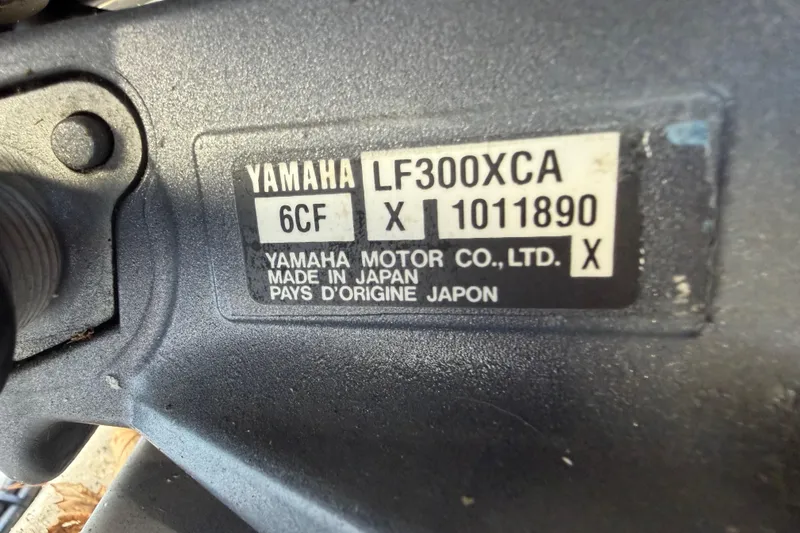 YAMAHA LF300XCA
6CF X 1011890
YAMAHA MOTOR CO.,LTD. X
MADE IN JAPAN
PAYS D'ORIGINE JAPON